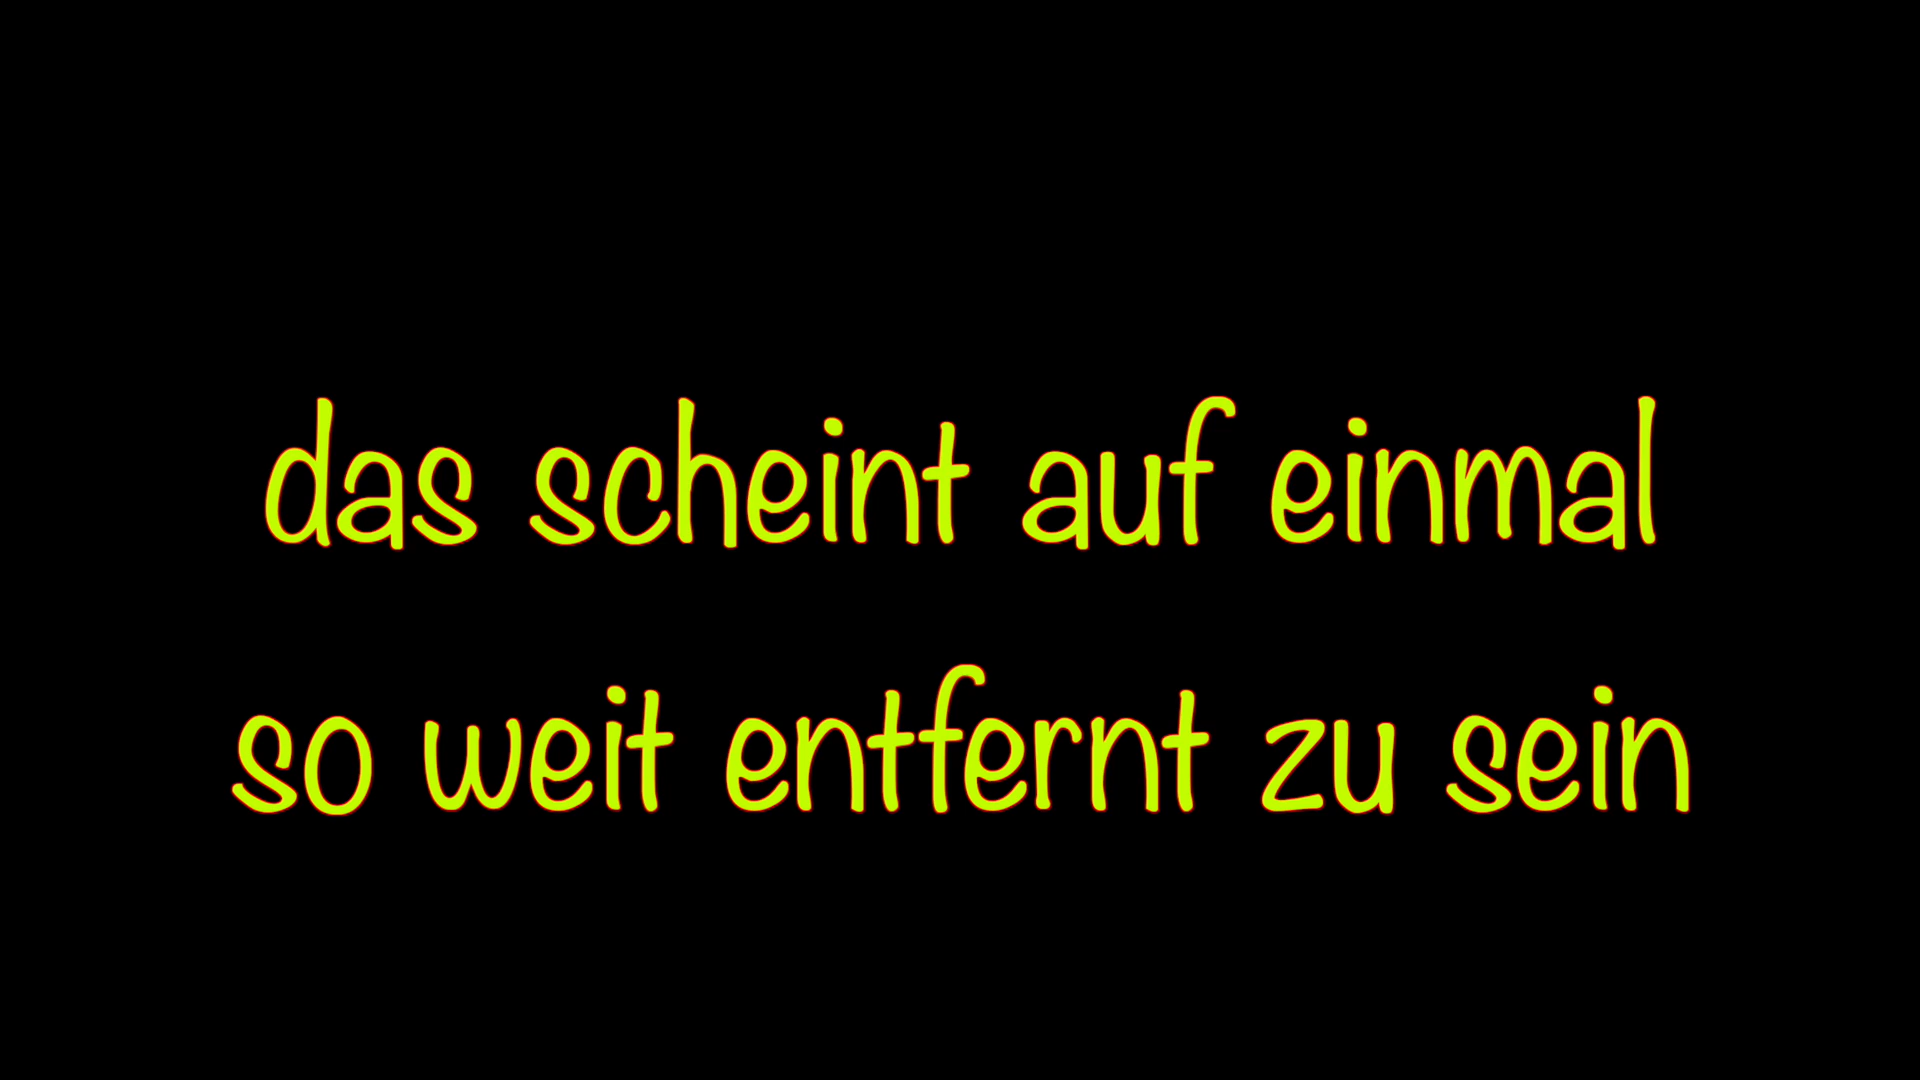 das scheint auf einmal
so weit entfernt zu sein